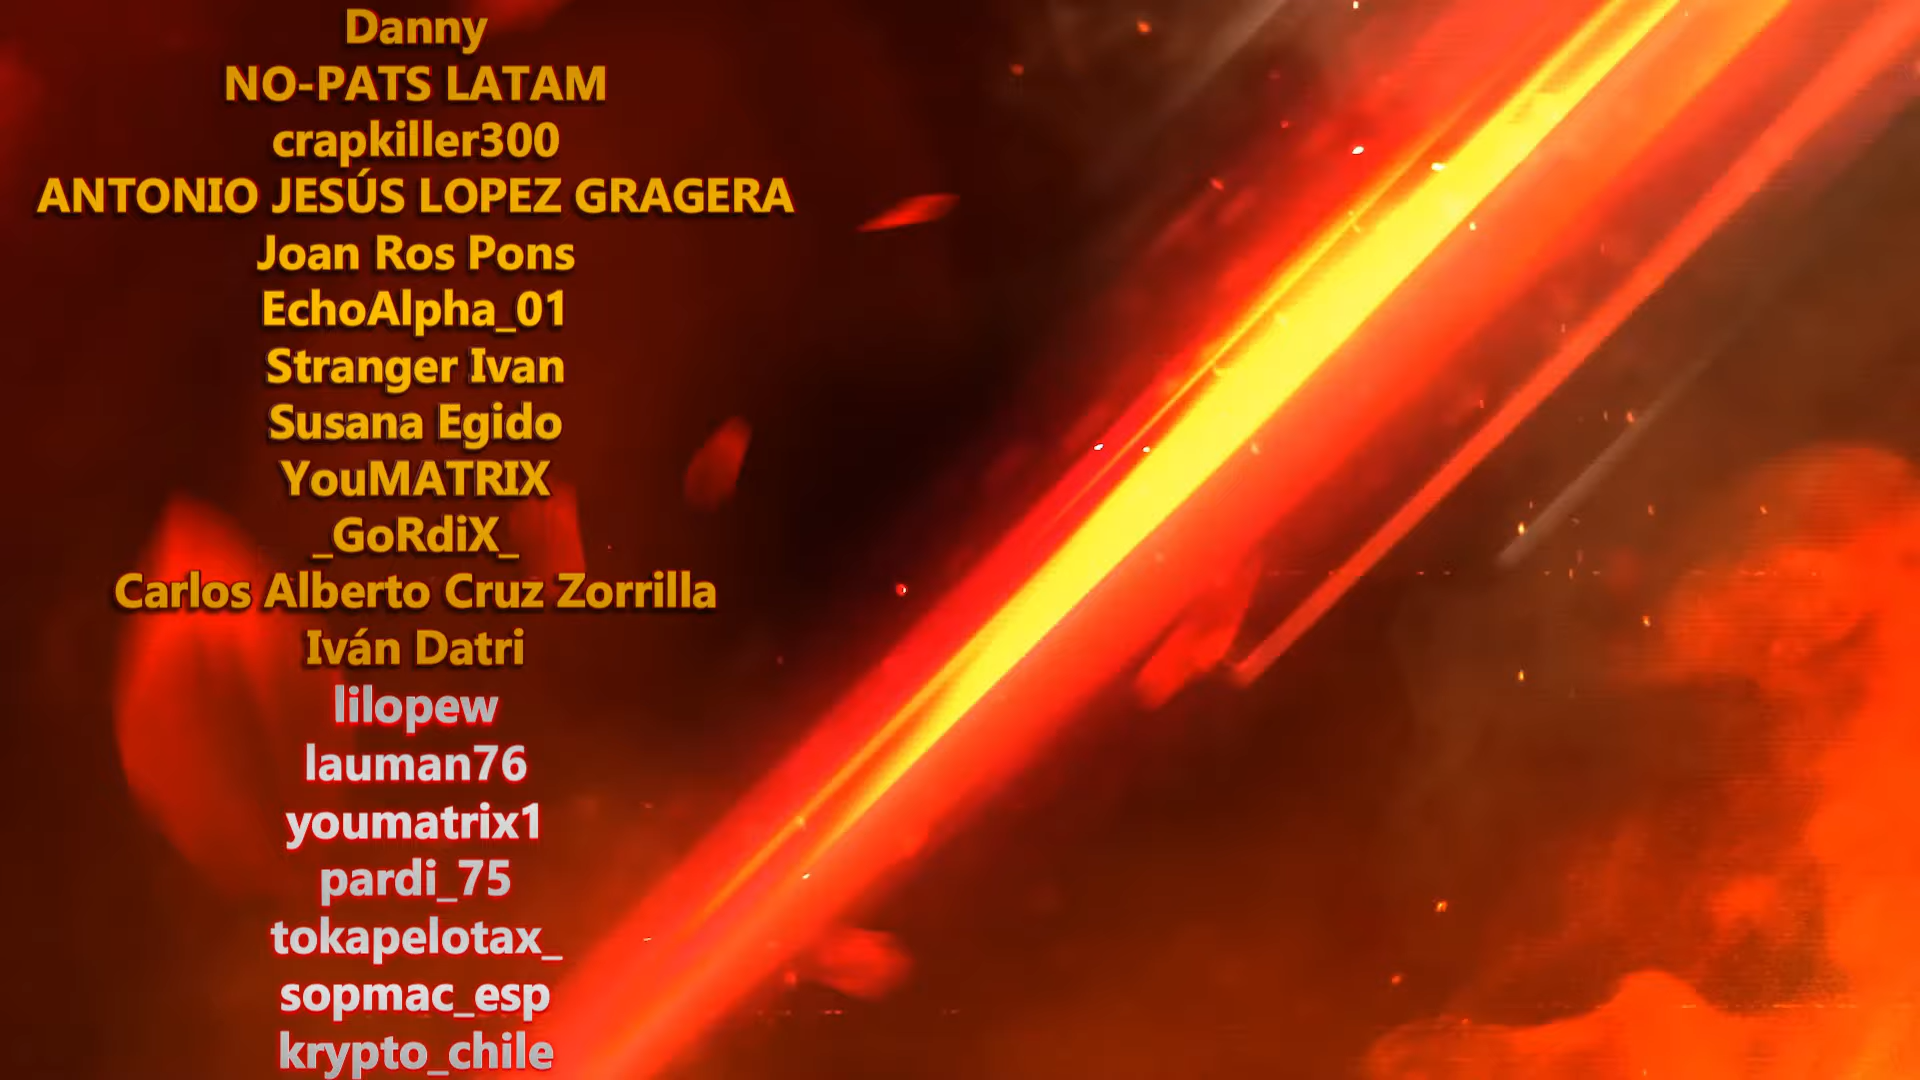 Danny
NO-PATS LATAM
crapkiller300
ANTONIO JESÚS LOPEZ GRAGERA
Joan Ros Pons
EchoAlpha_01
Stranger Ivan
Susana Egido
YouMATRIX
_GoRdiX_
Carlos Alberto Cruz Zorrilla
Iván Datri
lilopew
lauman76
youmatrix1
pardi_75
tokapelotax_
sopmac_esp
krypto_chile